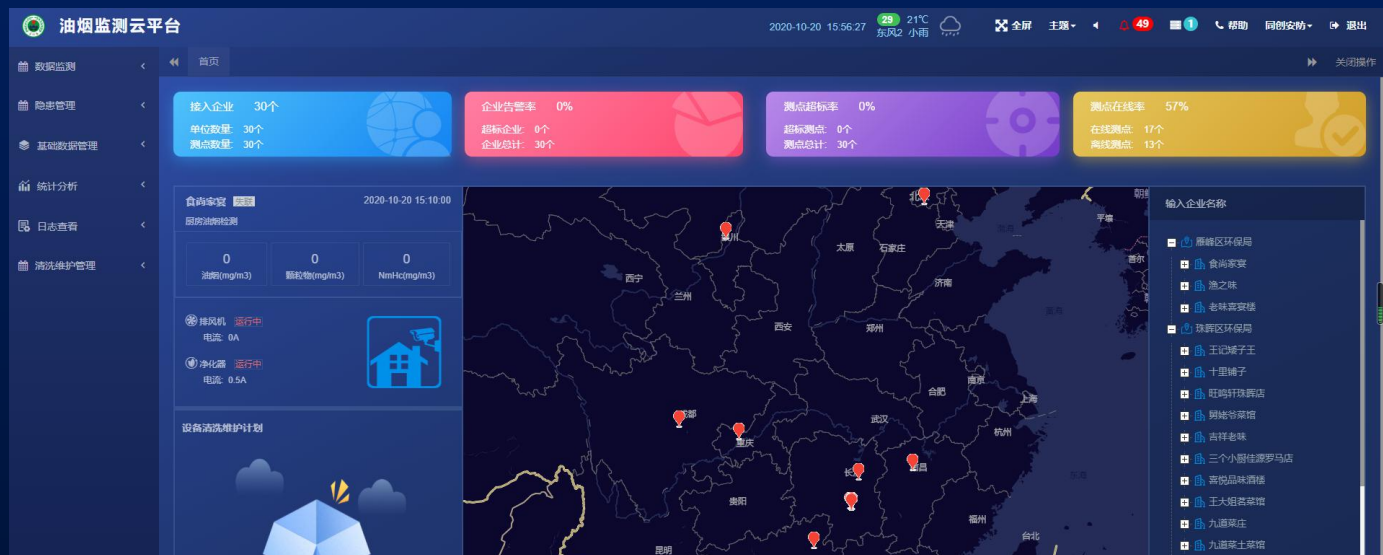 油烟监测云平台
2020-10-20 15:56:27
29 21℃
东风2 小雨
全屏 主题 49 1 帮助 同创安防 退出
数据监测
隐患管理
基础数据管理
统计分析
日志查看
清洗维护管理
首页
关闭操作
接入企业 30个
单位数量: 30个
测点数量: 30个
企业告警率 0%
超标企业: 0个
企业总计: 30个
测点超标率 0%
超标测点: 0个
测点总计: 30个
测点在线率 57%
在线测点: 17个
离线测点: 13个
食尚家宴 失联 2020-10-20 15:10:00
厨房油烟检测
0 0 0
油烟(mg/m3) 颗粒物(mg/m3) NmHc(mg/m3)
排风机 运行中
电流: 0A
净化器 运行中
电流: 0.5A
设备清洗维护计划
朝鲜
平壤
首尔
天津
太原 石家庄
济南
西宁
兰州
西安
郑州
合肥
南京
上海
武汉
杭州
重庆
贵阳
福州
台北
昆明
东海
输入企业名称
雁峰区环保局
食尚家宴
渔之味
老味宴宴楼
珠晖区环保局
王记矮子王
十里铺子
旺鸣轩珠晖店
舅姥爷菜馆
吉祥老味
三个小厨佳源罗马店
喜悦品味酒楼
王大姐茗菜馆
九道菜庄
九道菜土菜馆